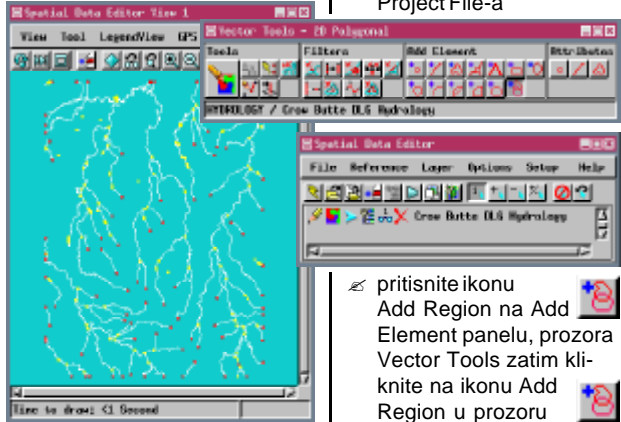 Project File-a
Spatial Data Editor View 1
View Tool LegendView GPS
Vector Tools - 2D Polygonal
Tools Filters Add Element Attributes
HYDROLOGY / Crow Butte DLG Hydrology
Spatial Data Editor
File Reference Layer Options Setup Help
Crow Butte DLG Hydrology
Time to draw: <1 Second
pritisnite ikonu
Add Region na Add
Element panelu, prozora
Vector Tools zatim kli-
knite na ikonu Add
Region u prozoru